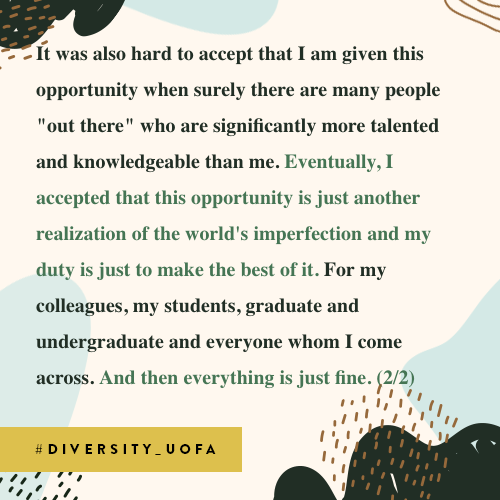 It was also hard to accept that I am given this
opportunity when surely there are many people
"out there" who are significantly more talented
and knowledgeable than me. Eventually, I
accepted that this opportunity is just another
realization of the world's imperfection and my
duty is just to make the best of it. For my
colleagues, my students, graduate and
undergraduate and everyone whom I come
across. And then everything is just fine. (2/2)
#DIVERSITY_UOFA